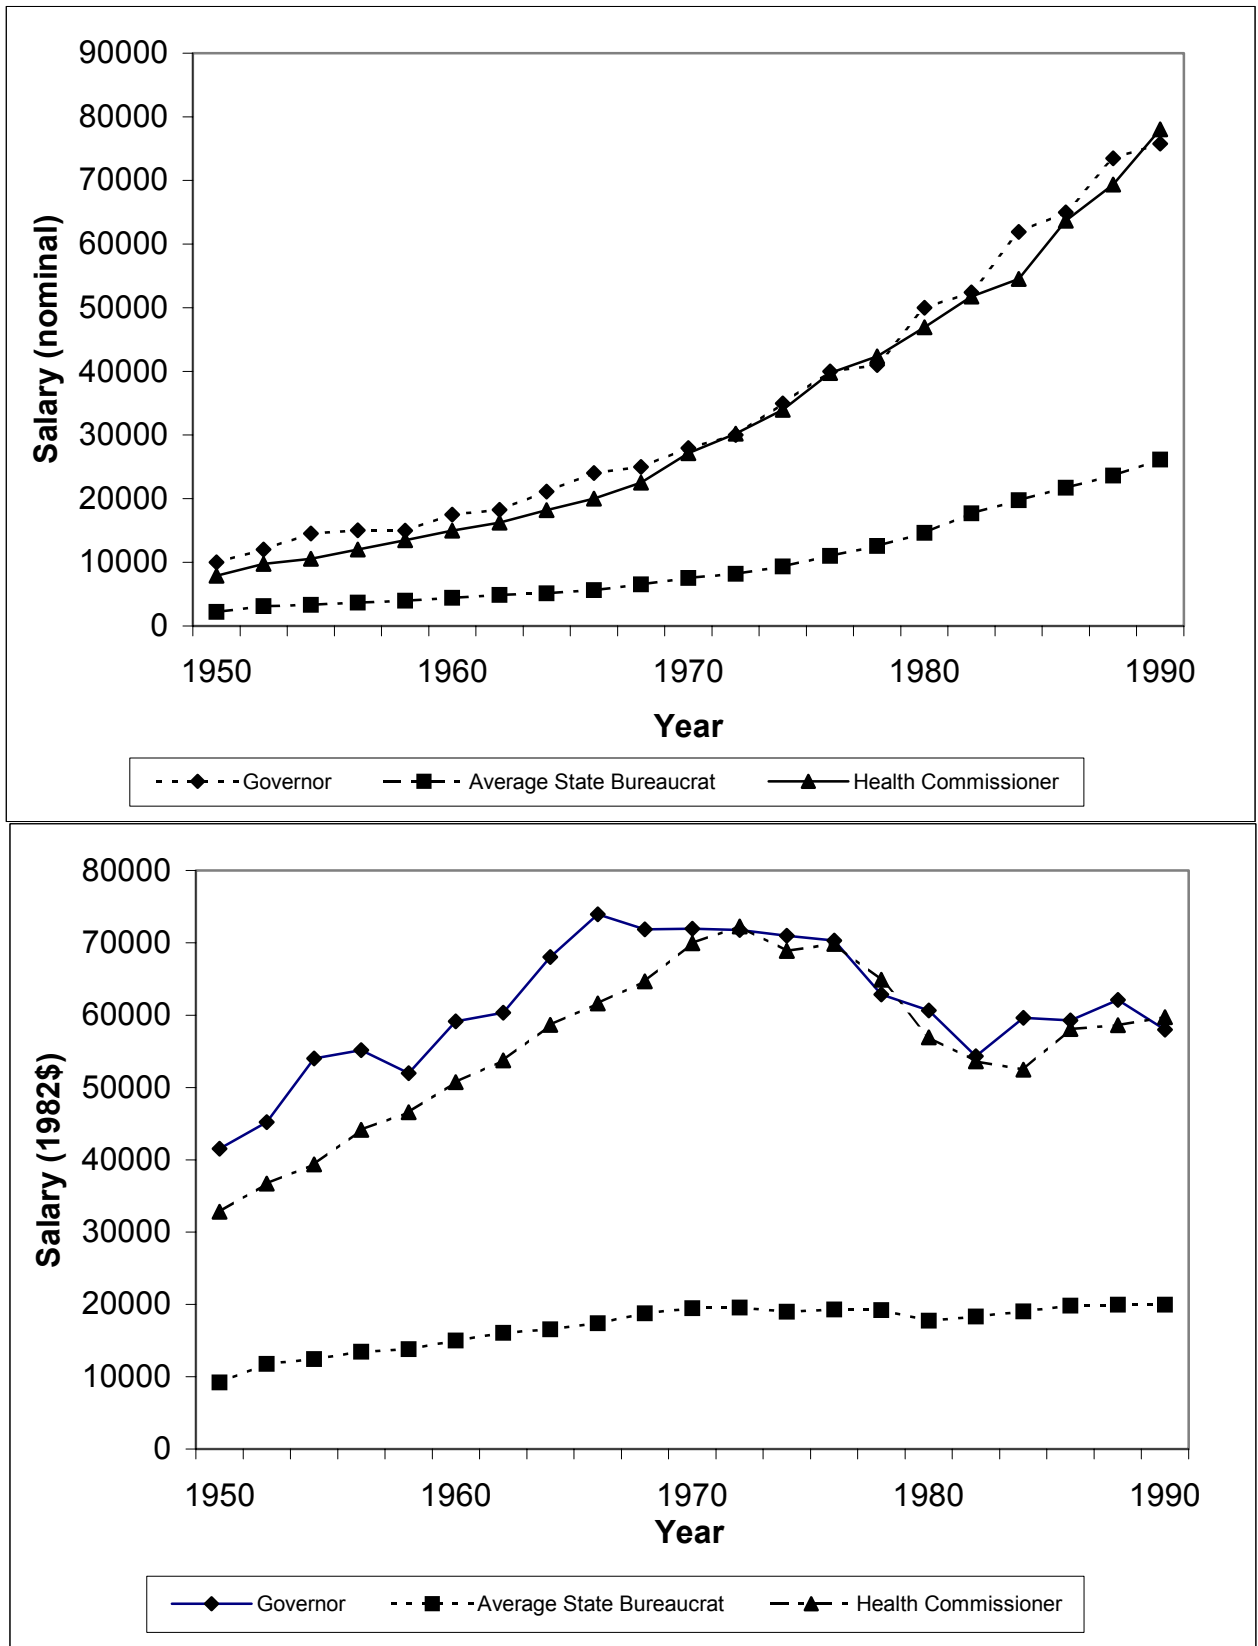 90000
80000
70000
60000
50000
40000
30000
20000
10000
0
Salary (nominal)
1950 1960 1970 1980 1990
Year
Governor Average State Bureaucrat Health Commissioner
80000
70000
60000
50000
40000
30000
20000
10000
0
Salary (1982$)
1950 1960 1970 1980 1990
Year
Governor Average State Bureaucrat Health Commissioner